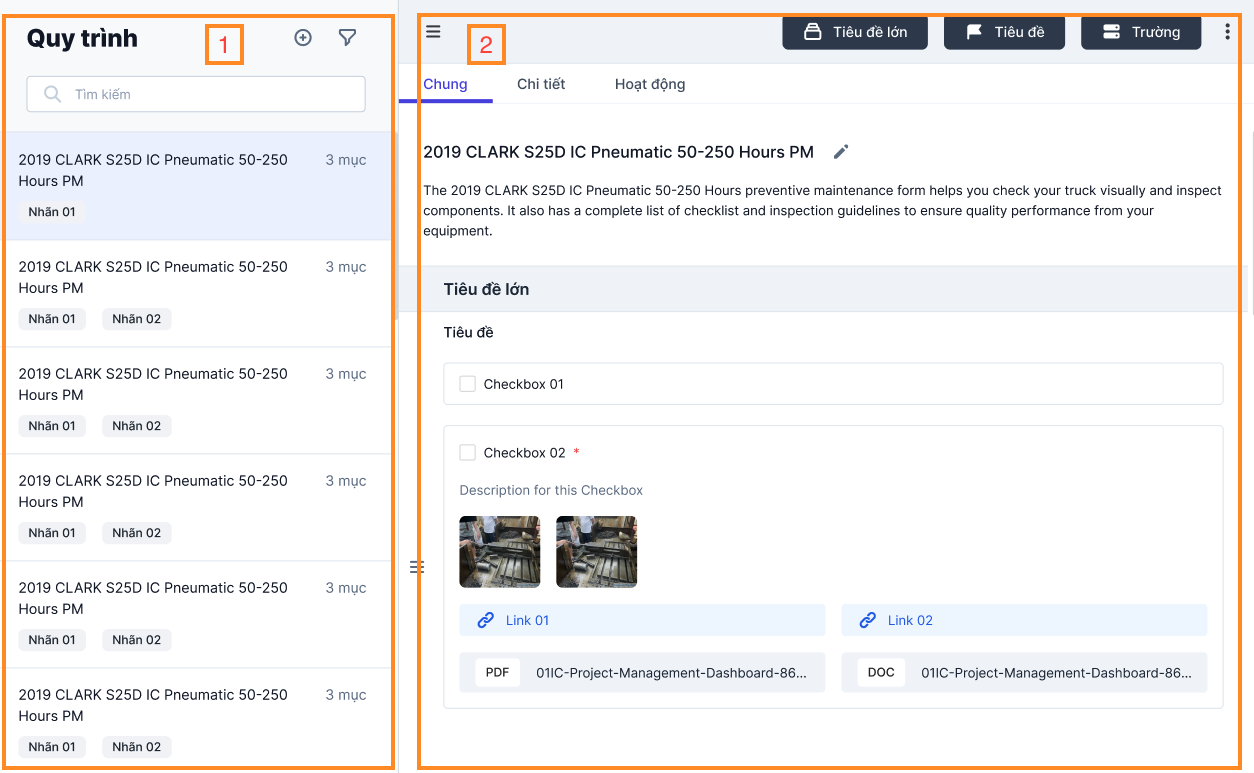 Quy trình
1
Tìm kiếm
2019 CLARK S25D IC Pneumatic 50-250
Hours PM
3 mục
Nhãn 01
2019 CLARK S25D IC Pneumatic 50-250
Hours PM
3 mục
Nhãn 01 Nhãn 02
2019 CLARK S25D IC Pneumatic 50-250
Hours PM
3 mục
Nhãn 01 Nhãn 02
2019 CLARK S25D IC Pneumatic 50-250
Hours PM
3 mục
Nhãn 01 Nhãn 02
2019 CLARK S25D IC Pneumatic 50-250
Hours PM
3 mục
Nhãn 01 Nhãn 02
2019 CLARK S25D IC Pneumatic 50-250
Hours PM
3 mục
Nhãn 01 Nhãn 02
2
Tiêu đề lớn Tiêu đề Trường
Chung Chi tiết Hoạt động
2019 CLARK S25D IC Pneumatic 50-250 Hours PM
The 2019 CLARK S25D IC Pneumatic 50-250 Hours preventive maintenance form helps you check your truck visually and inspect
components. It also has a complete list of checklist and inspection guidelines to ensure quality performance from your
equipment.
Tiêu đề lớn
Tiêu đề
Checkbox 01
Checkbox 02 *
Description for this Checkbox
Link 01 Link 02
PDF 01IC-Project-Management-Dashboard-86... DOC 01IC-Project-Management-Dashboard-86...